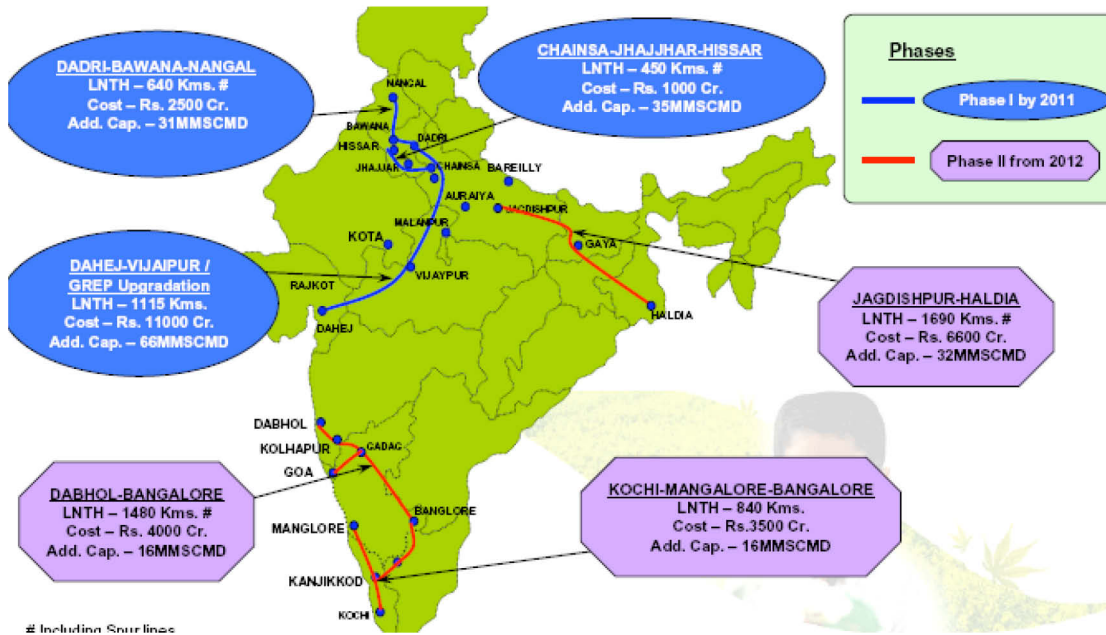 DADRI-BAWANA-NANGAL
LNTH – 640 Kms. #
Cost – Rs. 2500 Cr.
Add. Cap. – 31MMSCMD
CHAINSA-JHAJJHAR-HISSAR
LNTH – 450 Kms. #
Cost – Rs. 1000 Cr.
Add. Cap. – 35MMSCMD
Phases
Phase I by 2011
Phase II from 2012
NANGAL
BAWANA
DADRI
HISSAR
JHAJJAR
CHAINSA
BAREILLY
AURAIYA
JAGDISHPUR
MALANPUR
KOTA
GAYA
VIJAYPUR
RAJKOT
DAHEJ
HALDIA
DAHEJ-VIJAIPUR /
GREP Upgradation
LNTH – 1115 Kms.
Cost – Rs. 11000 Cr.
Add. Cap. – 66MMSCMD
JAGDISHPUR-HALDIA
LNTH – 1690 Kms. #
Cost – Rs. 6600 Cr.
Add. Cap. – 32MMSCMD
DABHOL
KOLHAPUR
GADAG
GOA
BANGLORE
MANGLORE
KANJIKKOD
KOCHI
DABHOL-BANGALORE
LNTH – 1480 Kms. #
Cost – Rs. 4000 Cr.
Add. Cap. – 16MMSCMD
KOCHI-MANGALORE-BANGALORE
LNTH – 840 Kms.
Cost – Rs.3500 Cr.
Add. Cap. – 16MMSCMD
# Including Spur lines